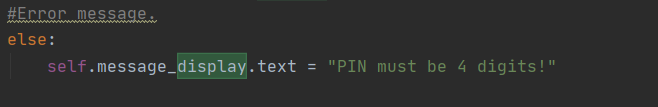 #Error message.
else:
    self.message_display.text = "PIN must be 4 digits!"